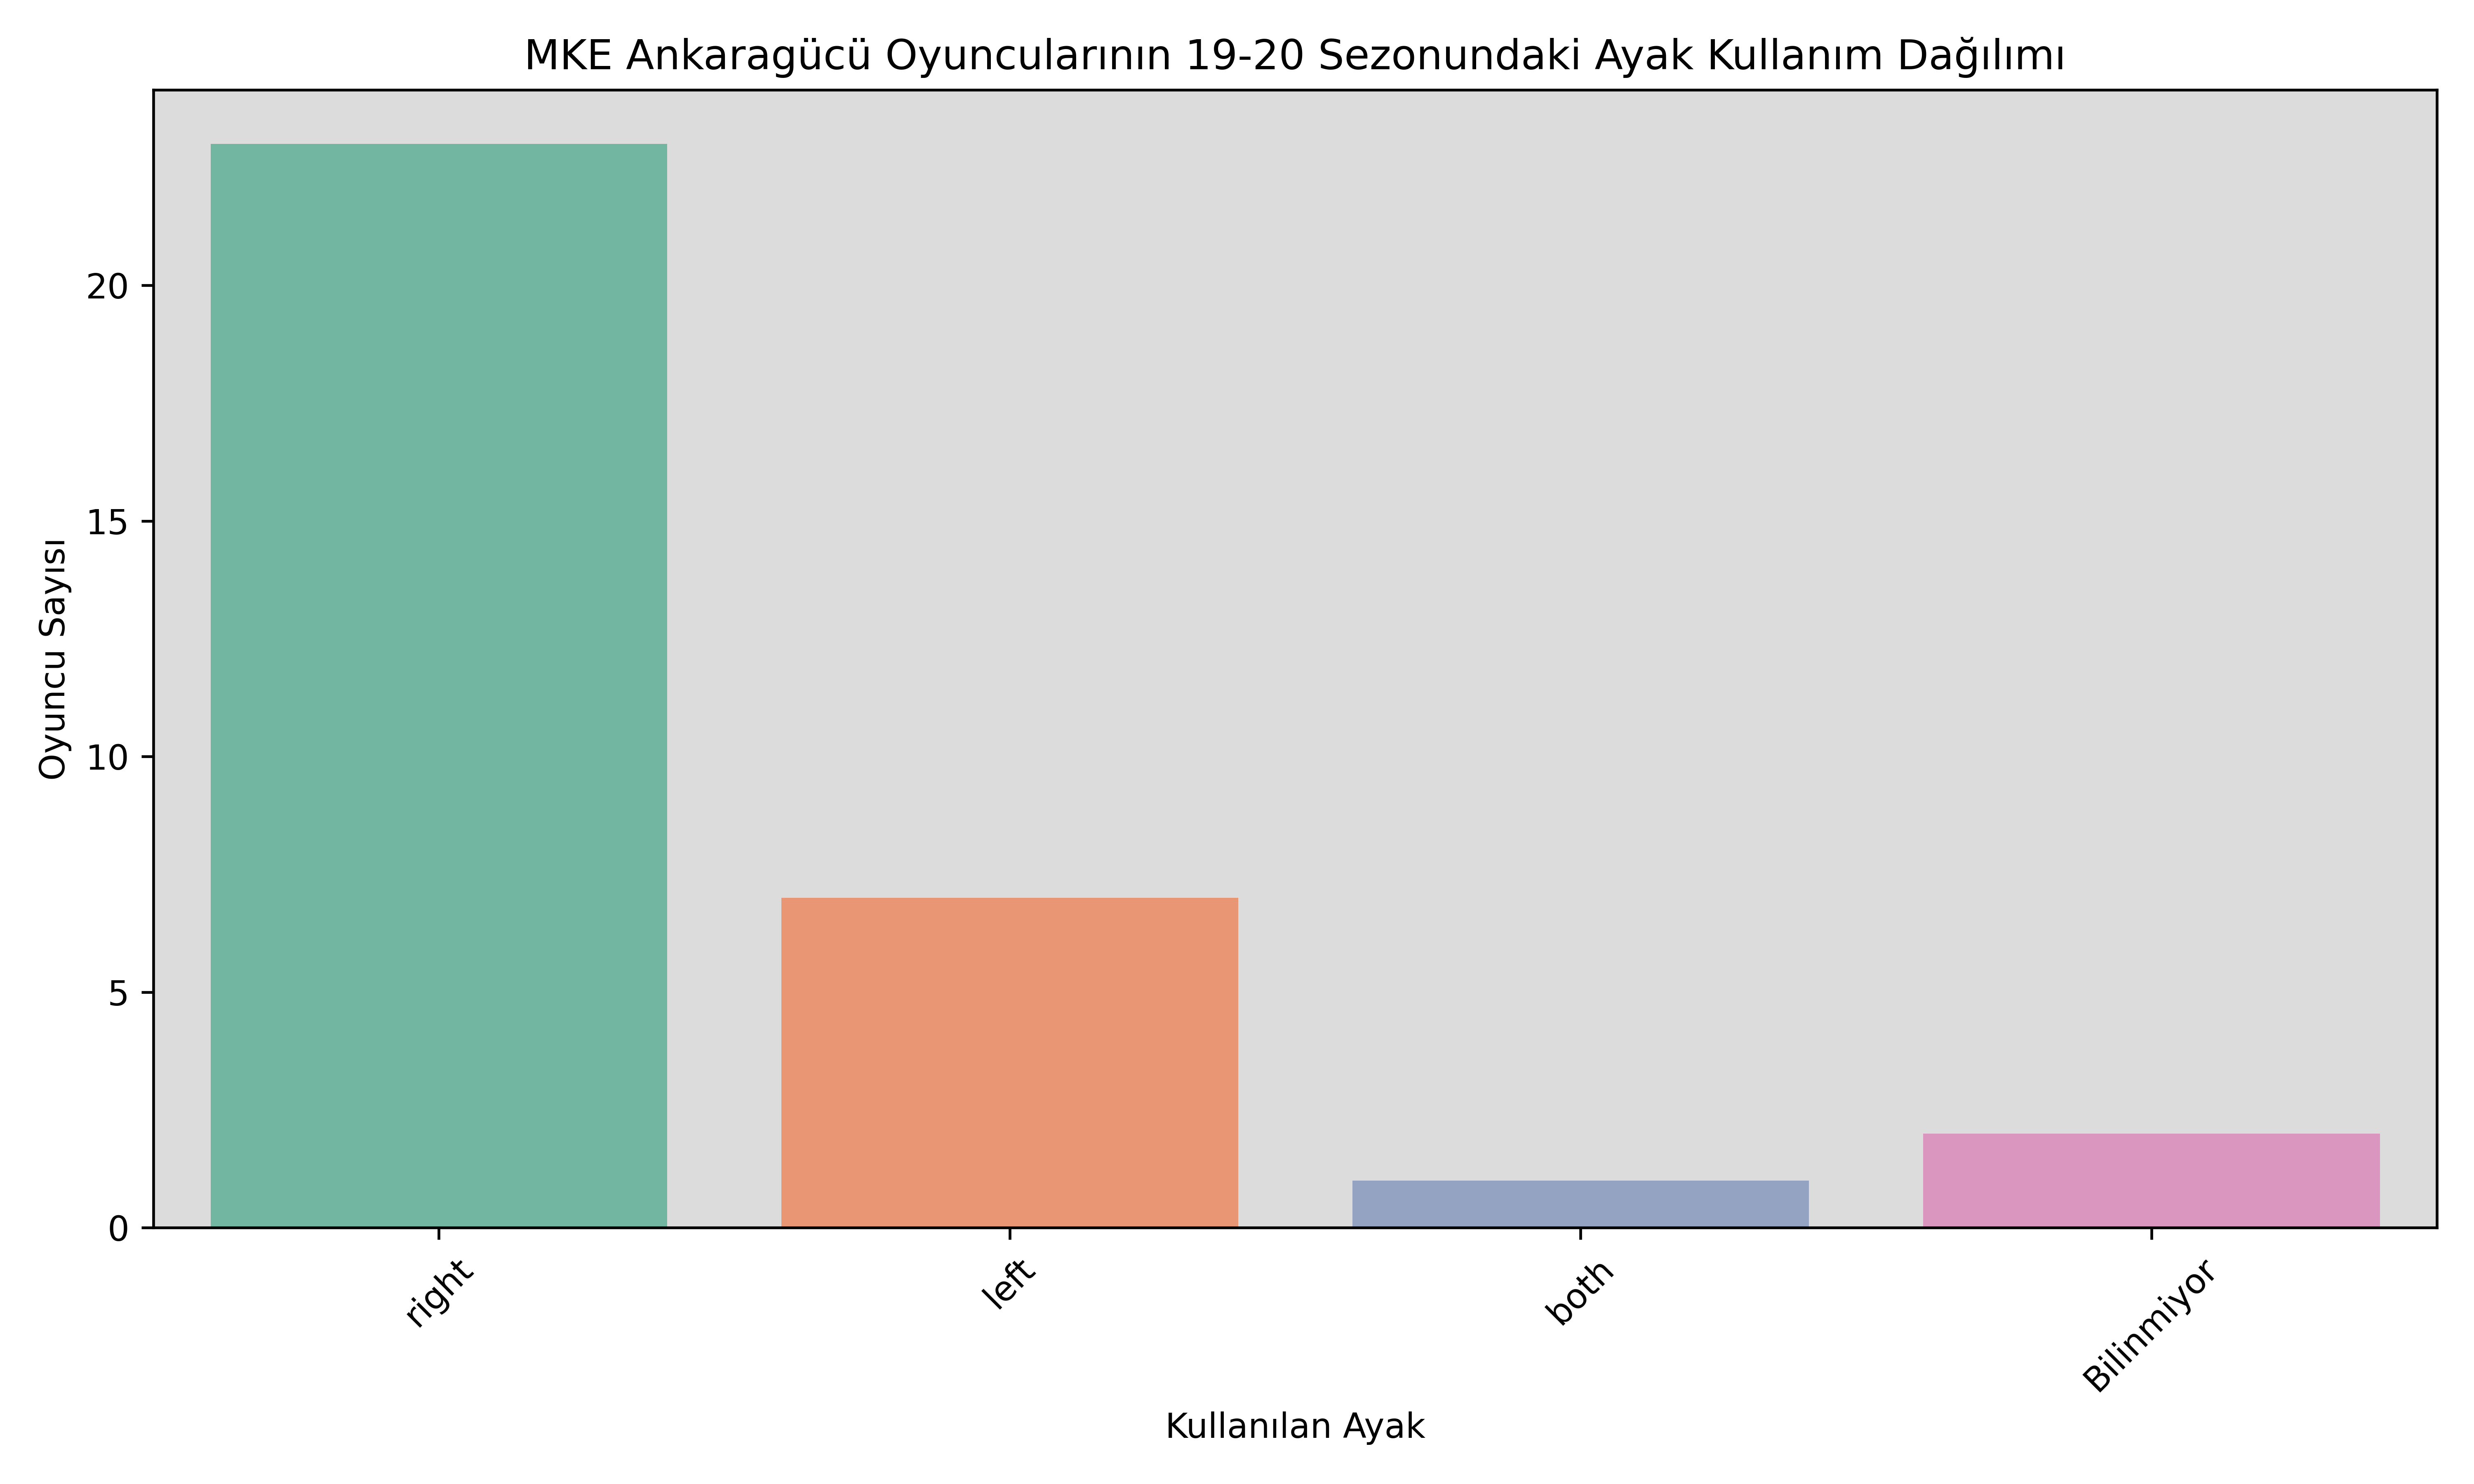 MKE Ankaragücü Oyuncularının 19-20 Sezonundaki Ayak Kullanım Dağılımı
Oyuncu Sayısı
20
15
10
5
0
right
left
both
Bilinmiyor
Kullanılan Ayak